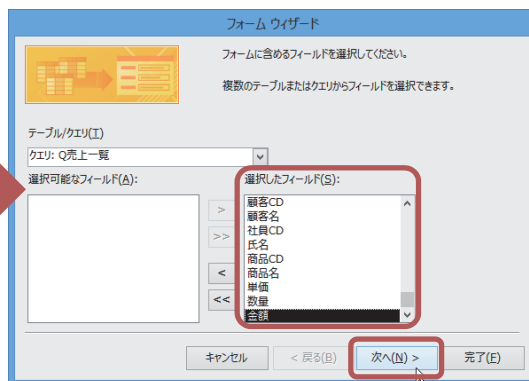 フォーム ウィザード
フォームに含めるフィールドを選択してください。
複数のテーブルまたはクエリからフィールドを選択できます。
テーブル/クエリ(T)
クエリ: Q売上一覧
選択可能なフィールド(A):
選択したフィールド(S):
顧客CD
顧客名
社員CD
氏名
商品CD
商品名
単価
数量
金額
>
>>
<
<<
キャンセル
< 戻る(B)
次へ(N) >
完了(F)